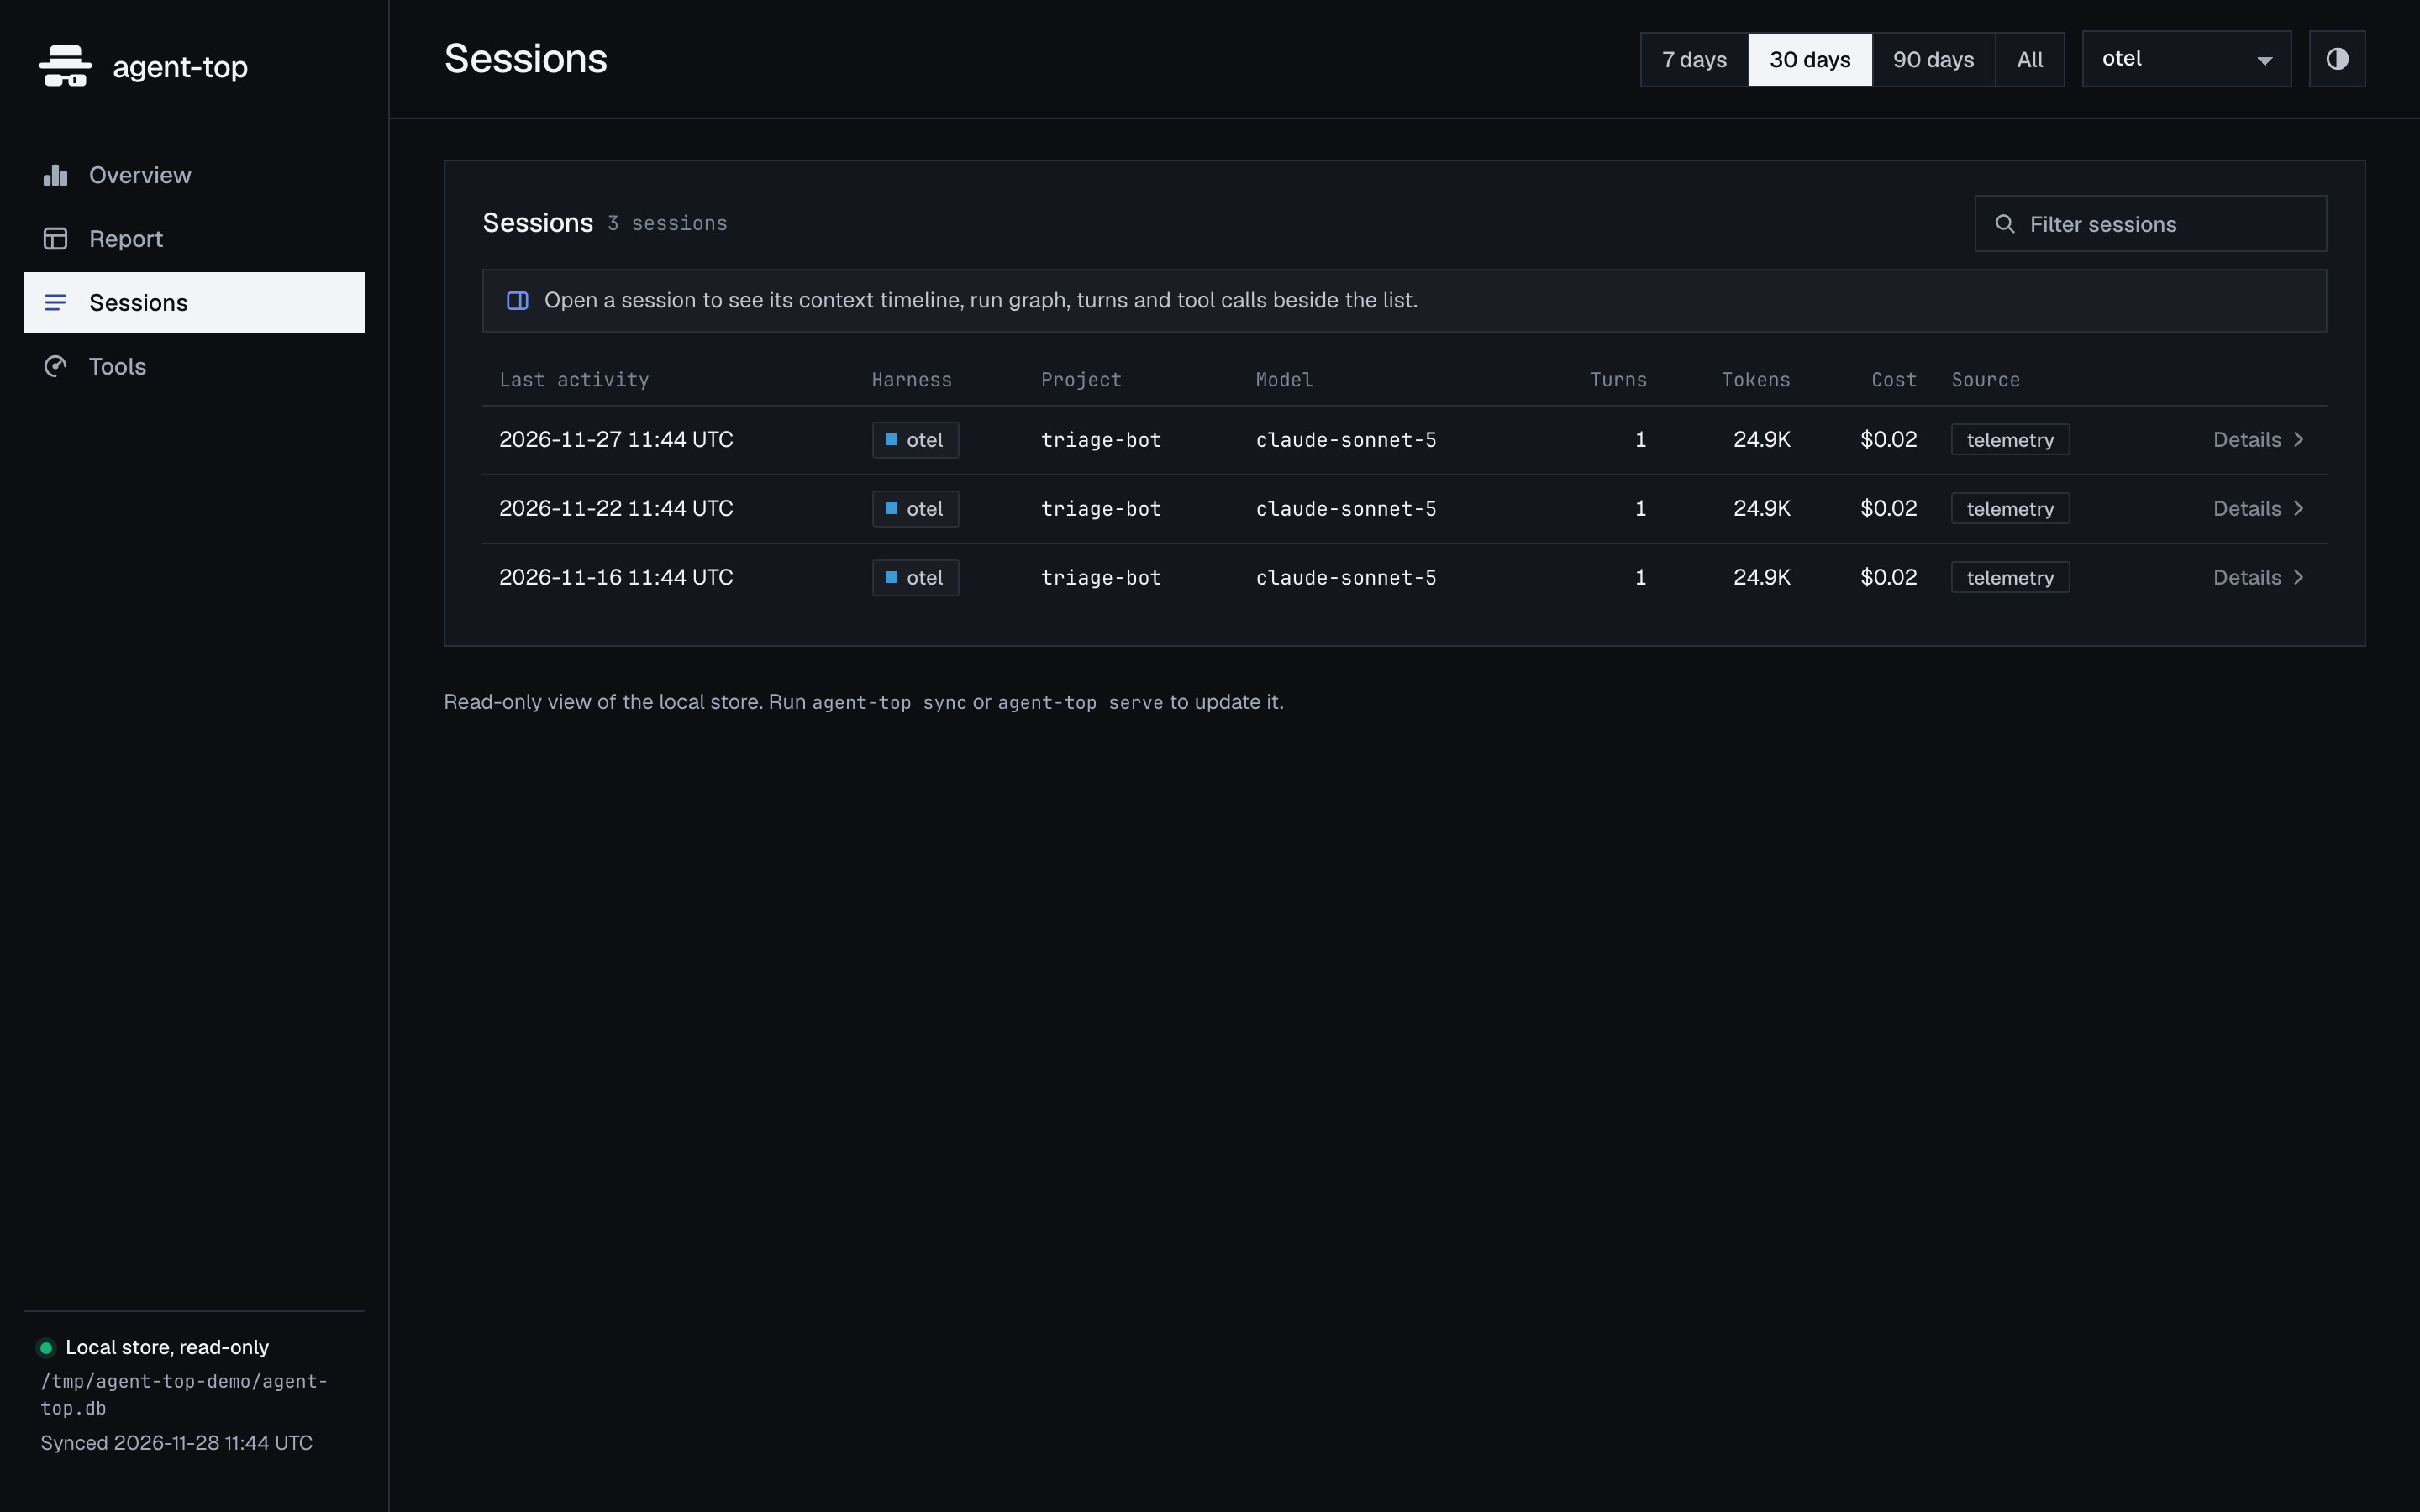 agent-top
Overview
Report
Sessions
Tools
Local store, read-only
/tmp/agent-top-demo/agent-
top.db
Synced 2026-11-28 11:44 UTC
Sessions
7 days 30 days 90 days All otel
Sessions 3 sessions
Filter sessions
Open a session to see its context timeline, run graph, turns and tool calls beside the list.
Last activity Harness Project Model Turns Tokens Cost Source
2026-11-27 11:44 UTC otel triage-bot claude-sonnet-5 1 24.9K $0.02 telemetry Details
2026-11-22 11:44 UTC otel triage-bot claude-sonnet-5 1 24.9K $0.02 telemetry Details
2026-11-16 11:44 UTC otel triage-bot claude-sonnet-5 1 24.9K $0.02 telemetry Details
Read-only view of the local store. Run agent-top sync or agent-top serve to update it.